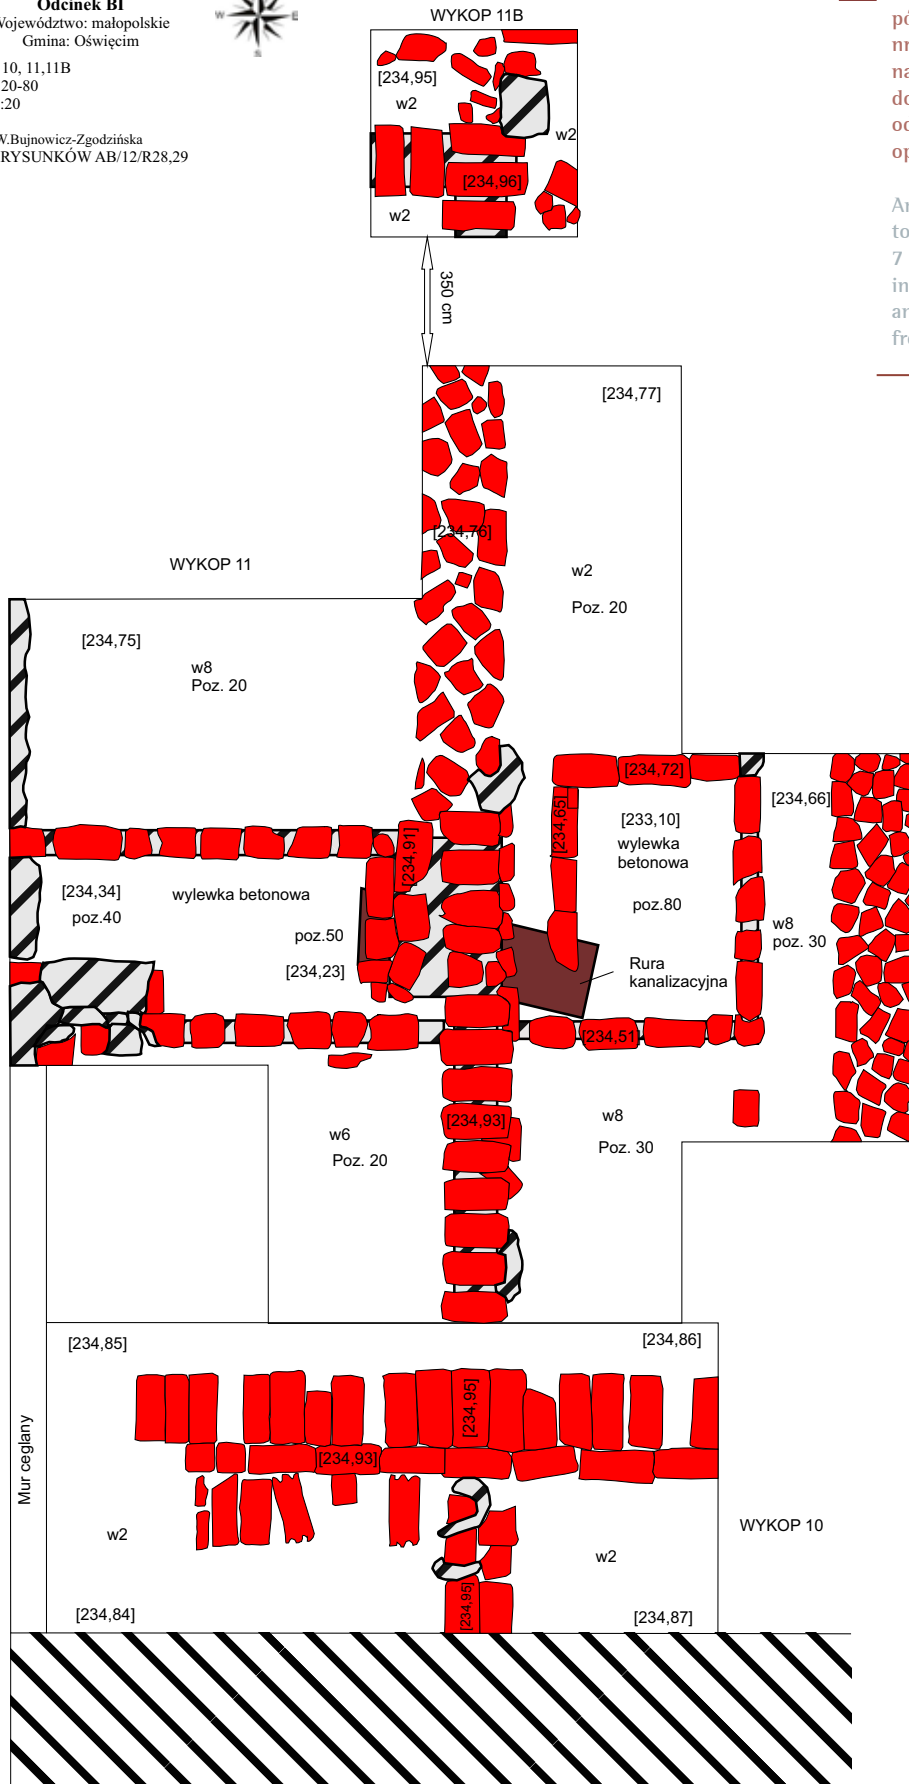 Odcinek BI
Województwo: małopolskie
Gmina: Oświęcim
10, 11,11B
20-80
:20
W.Bujnowicz-Zgodzińska
RYSUNKÓW AB/12/R28,29
W E
S
WYKOP 11B
[234,95]
w2
w2
[234,96]
w2
350 cm
[234,77]
[234,76]
WYKOP 11
w2
Poz. 20
[234,75]
w8
Poz. 20
[234,72]
[234,66]
[234,65]
[233,10]
wylewka
betonowa
poz.80
[234,91]
[234,34]
poz.40
wylewka betonowa
poz.50
[234,23]
w8
poz. 30
Rura
kanalizacyjna
[234,51]
[234,93]
w6
Poz. 20
w8
Poz. 30
[234,85]
[234,86]
[234,95]
[234,93]
Mur ceglany
w2
w2
WYKOP 10
[234,95]
[234,84]
[234,87]